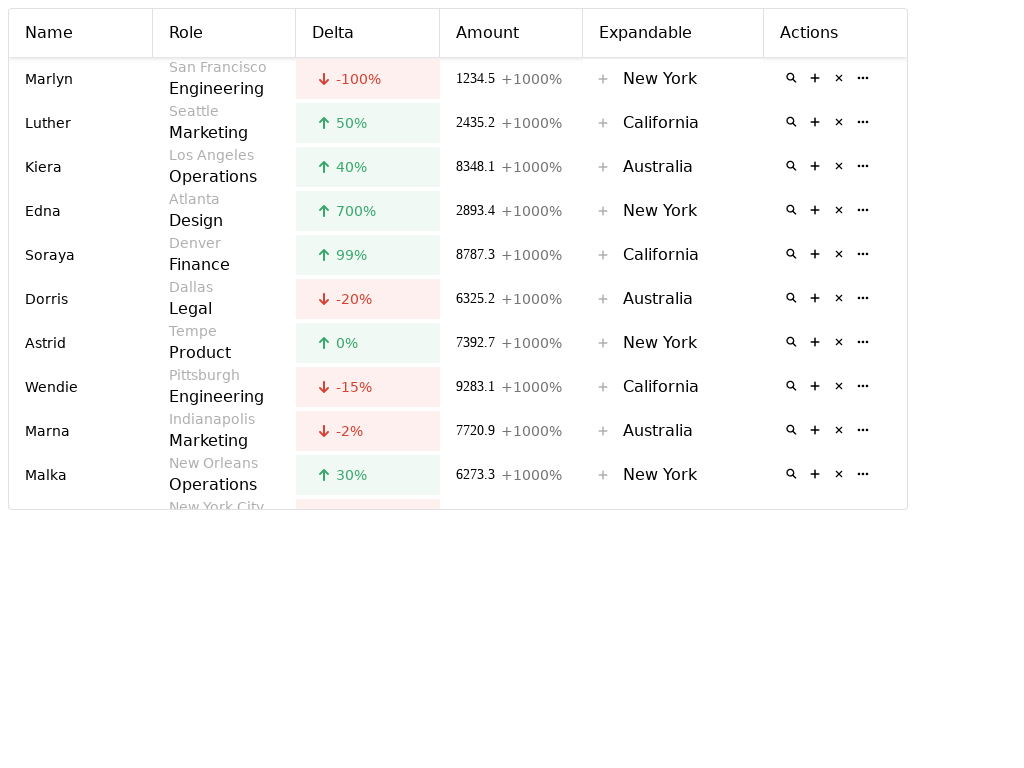 Name Role Delta Amount Expandable Actions
San Francisco
Marlyn Engineering -100% 1234.5 +1000% New York
Seattle
Luther Marketing 50% 2435.2 +1000% California
Los Angeles
Kiera Operations 40% 8348.1 +1000% Australia
Atlanta
Edna Design 700% 2893.4 +1000% New York
Denver
Soraya Finance 99% 8787.3 +1000% California
Dallas
Dorris Legal -20% 6325.2 +1000% Australia
Tempe
Astrid Product 0% 7392.7 +1000% New York
Pittsburgh
Wendie Engineering -15% 9283.1 +1000% California
Indianapolis
Marna Marketing -2% 7720.9 +1000% Australia
New Orleans
Malka Operations 30% 6273.3 +1000% New York
New York City